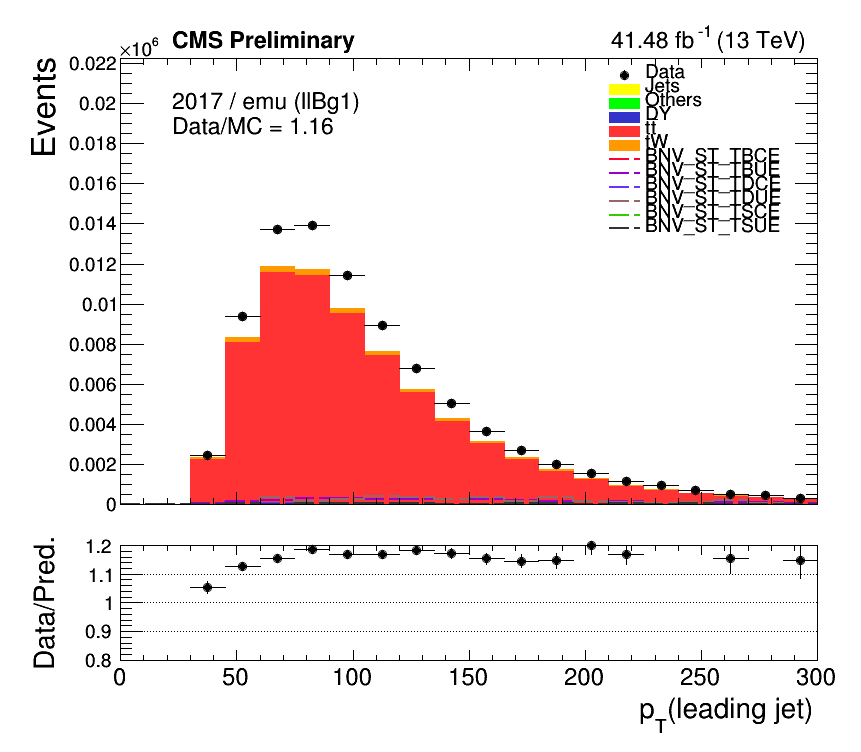 ×10⁶ CMS Preliminary 41.48 fb⁻¹ (13 TeV)
0.022
Events
2017 / emu (llBg1)
Data/MC = 1.16
Data
Jets
Others
DY
tt
tW
BNV_ST_TBCE
BNV_ST_TBUE
BNV_ST_TDCE
BNV_ST_TDUE
BNV_ST_TSCE
BNV_ST_TSUE
0.02
0.018
0.016
0.014
0.012
0.01
0.008
0.006
0.004
0.002
0
Data/Pred.
1.2
1.1
1
0.9
0.8
0 50 100 150 200 250 300
p_T(leading jet)